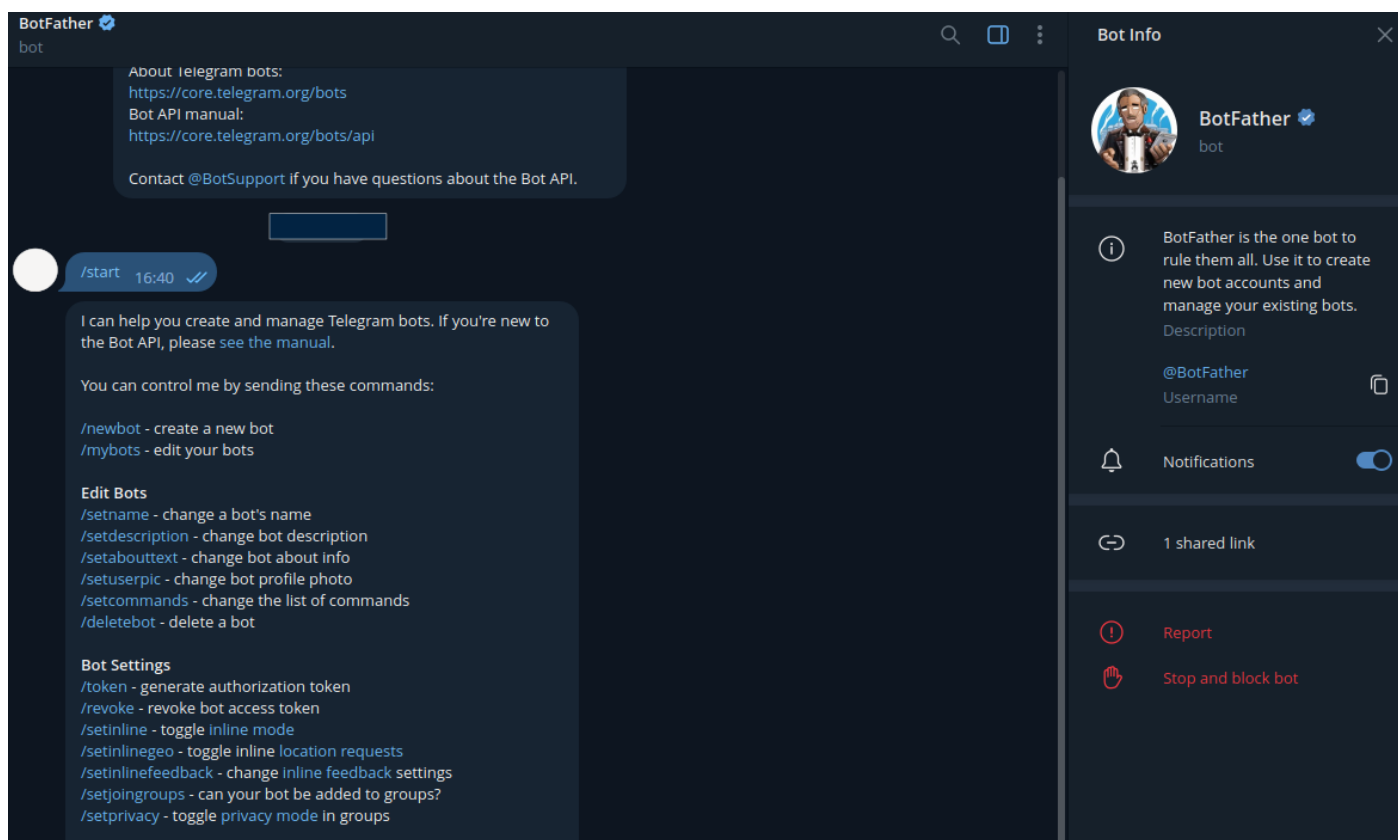 BotFather
bot
About Telegram bots:
https://core.telegram.org/bots
Bot API manual:
https://core.telegram.org/bots/api
Contact @BotSupport if you have questions about the Bot API.
/start 16:40
I can help you create and manage Telegram bots. If you're new to
the Bot API, please see the manual.
You can control me by sending these commands:
/newbot - create a new bot
/mybots - edit your bots
Edit Bots
/setname - change a bot's name
/setdescription - change bot description
/setabouttext - change bot about info
/setuserpic - change bot profile photo
/setcommands - change the list of commands
/deletebot - delete a bot
Bot Settings
/token - generate authorization token
/revoke - revoke bot access token
/setinline - toggle inline mode
/setinlinegeo - toggle inline location requests
/setinlinefeedback - change inline feedback settings
/setjoingroups - can your bot be added to groups?
/setprivacy - toggle privacy mode in groups
Bot Info
BotFather
bot
BotFather is the one bot to
rule them all. Use it to create
new bot accounts and
manage your existing bots.
Description
@BotFather
Username
Notifications
1 shared link
Report
Stop and block bot